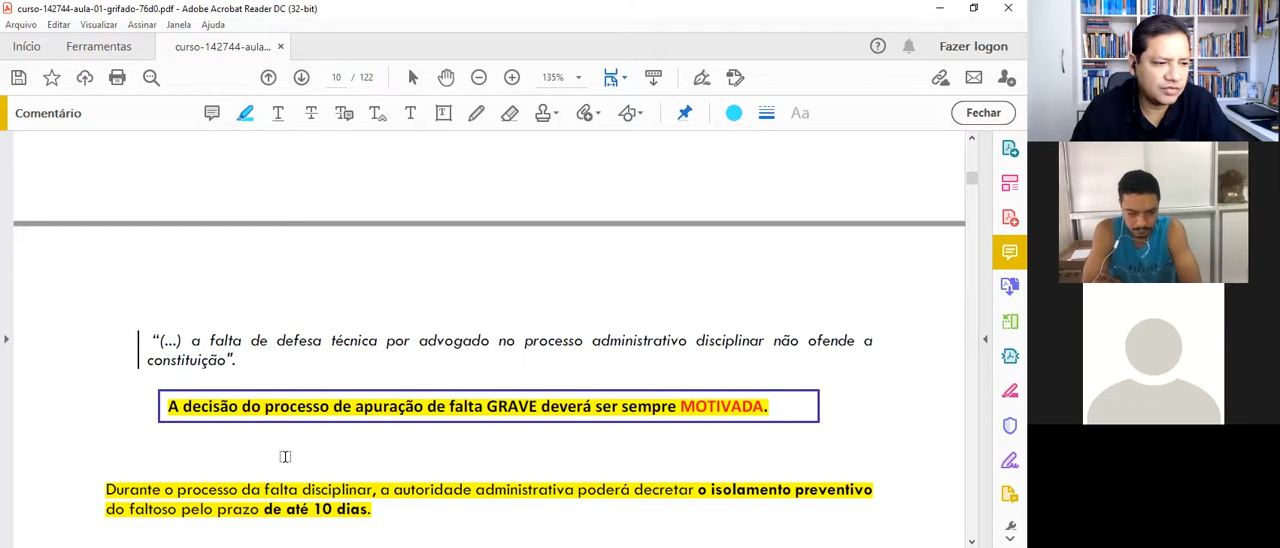 curso-142744-aula-01-grifado-76d0.pdf - Adobe Acrobat Reader DC (32-bit)
Arquivo Editar Visualizar Assinar Janela Ajuda
Início Ferramentas curso-142744-aula... × Fazer logon
10 / 122 135%
Comentário Aa Fechar
“(...) a falta de defesa técnica por advogado no processo administrativo disciplinar não ofende a
constituição”.
A decisão do processo de apuração de falta GRAVE deverá ser sempre MOTIVADA.
Durante o processo da falta disciplinar, a autoridade administrativa poderá decretar o isolamento preventivo
do faltoso pelo prazo de até 10 dias.